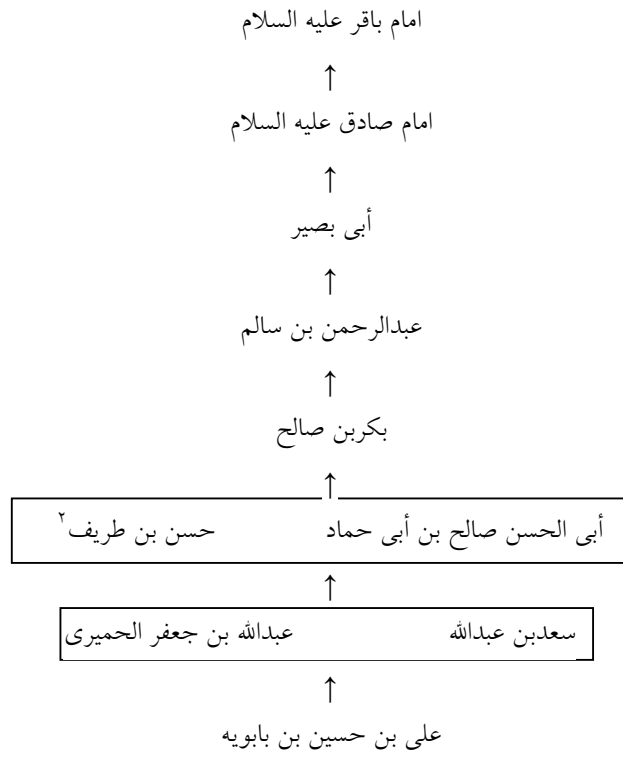 امام باقر علیه السلام
↑
امام صادق علیه السلام
↑
أبی بصیر
↑
عبدالرحمن بن سالم
↑
بکربن صالح
↑
أبی الحسن صالح بن أبی حماد حسن بن طریف۲
↑
سعدبن عبدالله عبدالله بن جعفر الحمیری
↑
علی بن حسین بن بابویه